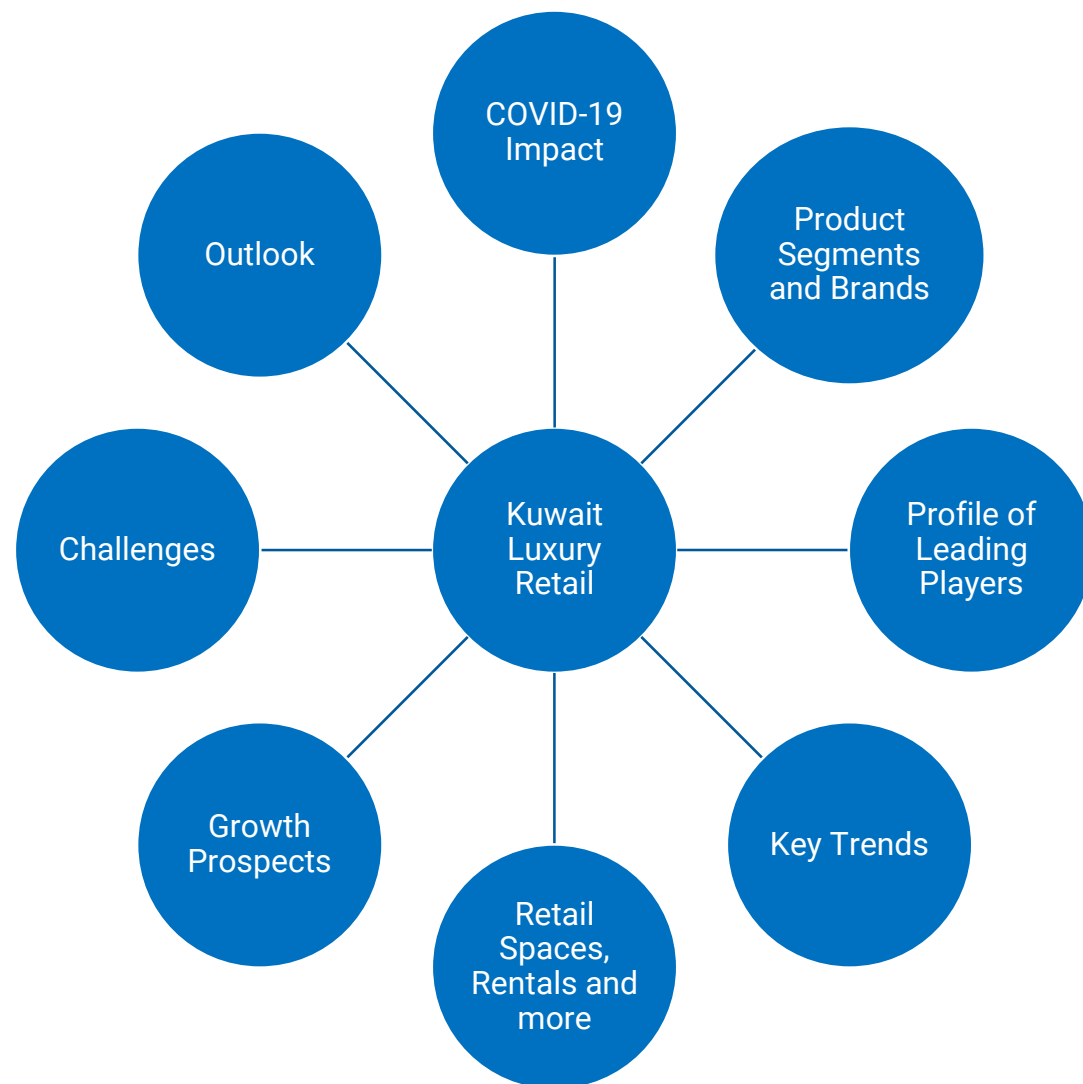 COVID-19
Impact
Product
Segments
and Brands
Outlook
Kuwait
Luxury
Retail
Profile of
Leading
Players
Challenges
Growth
Prospects
Key Trends
Retail
Spaces,
Rentals and
more